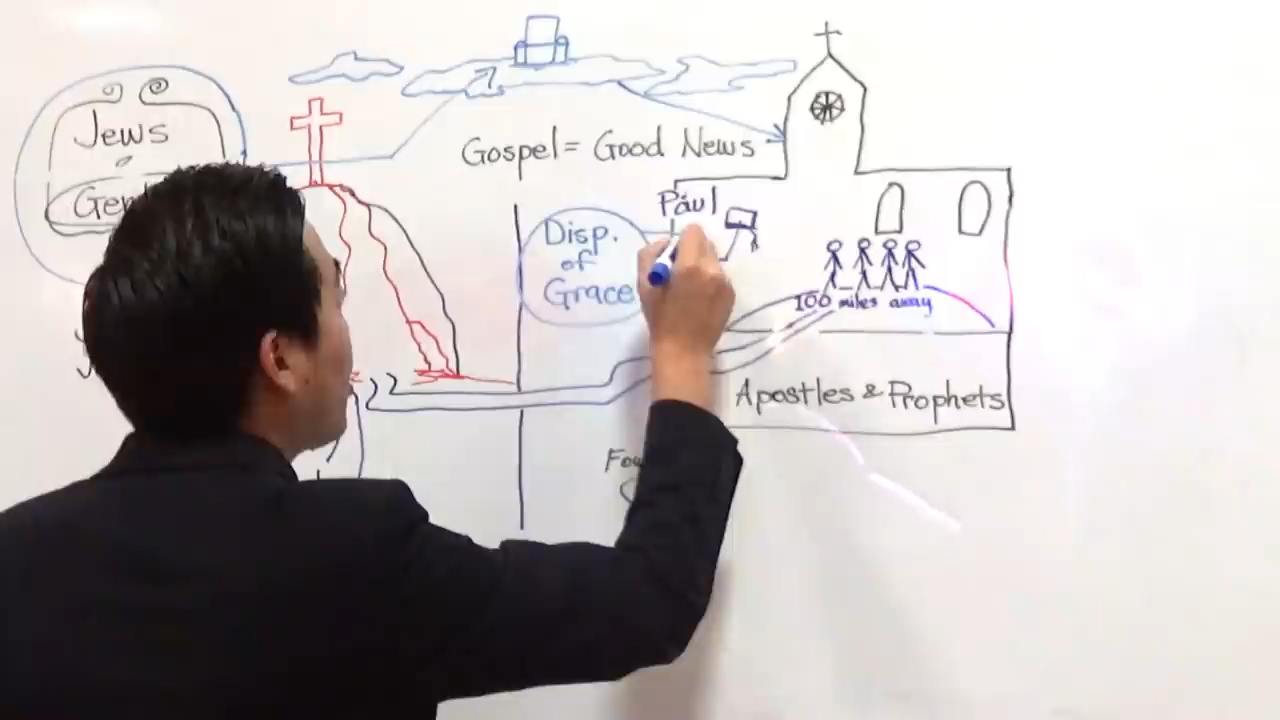 Jews
Gospel = Good News
Paul
Disp.
of
Grace
100 miles away
Apostles & Prophets